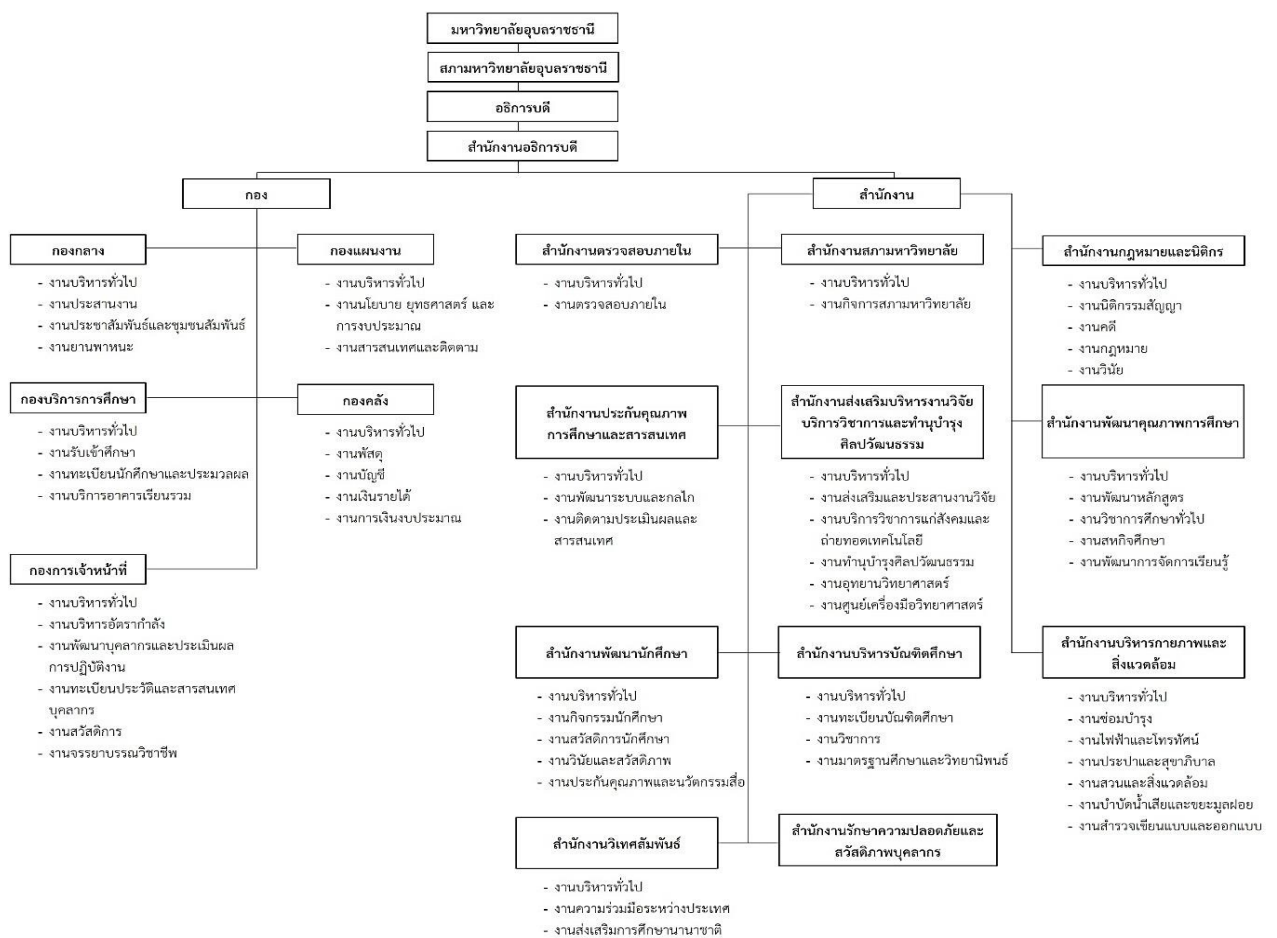 มหาวิทยาลัยอุบลราชธานี
สภามหาวิทยาลัยอุบลราชธานี
อธิการบดี
สำนักงานอธิการบดี
กอง
สำนักงาน
กองกลาง
- งานบริหารทั่วไป
- งานประสานงาน
- งานประชาสัมพันธ์และชุมชนสัมพันธ์
- งานยานพาหนะ
กองแผนงาน
- งานบริหารทั่วไป
- งานนโยบาย ยุทธศาสตร์ และ
การงบประมาณ
- งานสารสนเทศและติดตาม
กองบริการการศึกษา
- งานบริหารทั่วไป
- งานรับเข้าศึกษา
- งานทะเบียนนักศึกษาและประมวลผล
- งานบริการอาคารเรียนรวม
กองคลัง
- งานบริหารทั่วไป
- งานพัสดุ
- งานบัญชี
- งานเงินรายได้
- งานการเงินงบประมาณ
กองการเจ้าหน้าที่
- งานบริหารทั่วไป
- งานบริหารอัตรากำลัง
- งานพัฒนาบุคลากรและประเมินผล
การปฏิบัติงาน
- งานทะเบียนประวัติและสารสนเทศ
บุคลากร
- งานสวัสดิการ
- งานจรรยาบรรณวิชาชีพ
สำนักงานตรวจสอบภายใน
- งานบริหารทั่วไป
- งานตรวจสอบภายใน
สำนักงานสภามหาวิทยาลัย
- งานบริหารทั่วไป
- งานกิจการสภามหาวิทยาลัย
สำนักงานกฎหมายและนิติกร
- งานบริหารทั่วไป
- งานนิติกรรมสัญญา
- งานคดี
- งานกฎหมาย
- งานวินัย
สำนักงานประกันคุณภาพ
การศึกษาและสารสนเทศ
- งานบริหารทั่วไป
- งานพัฒนาระบบและกลไก
- งานติดตามประเมินผลและ
สารสนเทศ
สำนักงานส่งเสริมบริหารงานวิจัย
บริการวิชาการและทำนุบำรุง
ศิลปวัฒนธรรม
- งานบริหารทั่วไป
- งานส่งเสริมและประสานงานวิจัย
- งานบริการวิชาการแก่สังคมและ
ถ่ายทอดเทคโนโลยี
- งานทำนุบำรุงศิลปวัฒนธรรม
- งานอุทยานวิทยาศาสตร์
- งานศูนย์เครื่องมือวิทยาศาสตร์
สำนักงานพัฒนาคุณภาพการศึกษา
- งานบริหารทั่วไป
- งานพัฒนาหลักสูตร
- งานวิชาการศึกษาทั่วไป
- งานสหกิจศึกษา
- งานพัฒนาการจัดการเรียนรู้
สำนักงานพัฒนานักศึกษา
- งานบริหารทั่วไป
- งานกิจกรรมนักศึกษา
- งานสวัสดิการนักศึกษา
- งานวินัยและสวัสดิภาพ
- งานประกันคุณภาพและนวัตกรรมสื่อ
สำนักงานบริหารบัณฑิตศึกษา
- งานบริหารทั่วไป
- งานทะเบียนบัณฑิตศึกษา
- งานวิชาการ
- งานมาตรฐานศึกษาและวิทยานิพนธ์
สำนักงานบริหารกายภาพและ
สิ่งแวดล้อม
- งานบริหารทั่วไป
- งานซ่อมบำรุง
- งานไฟฟ้าและโทรทัศน์
- งานประปาและสุขาภิบาล
- งานสวนและสิ่งแวดล้อม
- งานบำบัดน้ำเสียและขยะมูลฝอย
- งานสำรวจเขียนแบบและออกแบบ
สำนักงานวิเทศสัมพันธ์
- งานบริหารทั่วไป
- งานความร่วมมือระหว่างประเทศ
- งานส่งเสริมการศึกษานานาชาติ
สำนักงานรักษาความปลอดภัยและ
สวัสดิภาพบุคลากร